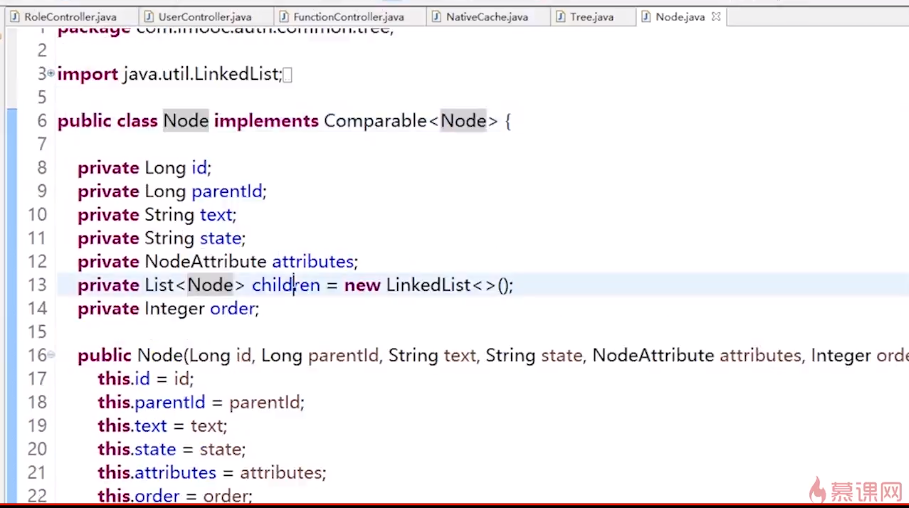 RoleController.java UserController.java FunctionController.java NativeCache.java Tree.java Node.java
1 package com.imooc.auth.common.tree;
2
3 import java.util.LinkedList;
5
6 public class Node implements Comparable<Node> {
7
8 private Long id;
9 private Long parentId;
10 private String text;
11 private String state;
12 private NodeAttribute attributes;
13 private List<Node> children = new LinkedList<>();
14 private Integer order;
15
16 public Node(Long id, Long parentId, String text, String state, NodeAttribute attributes, Integer orde
17 this.id = id;
18 this.parentId = parentId;
19 this.text = text;
20 this.state = state;
21 this.attributes = attributes;
22 this.order = order;
慕课网